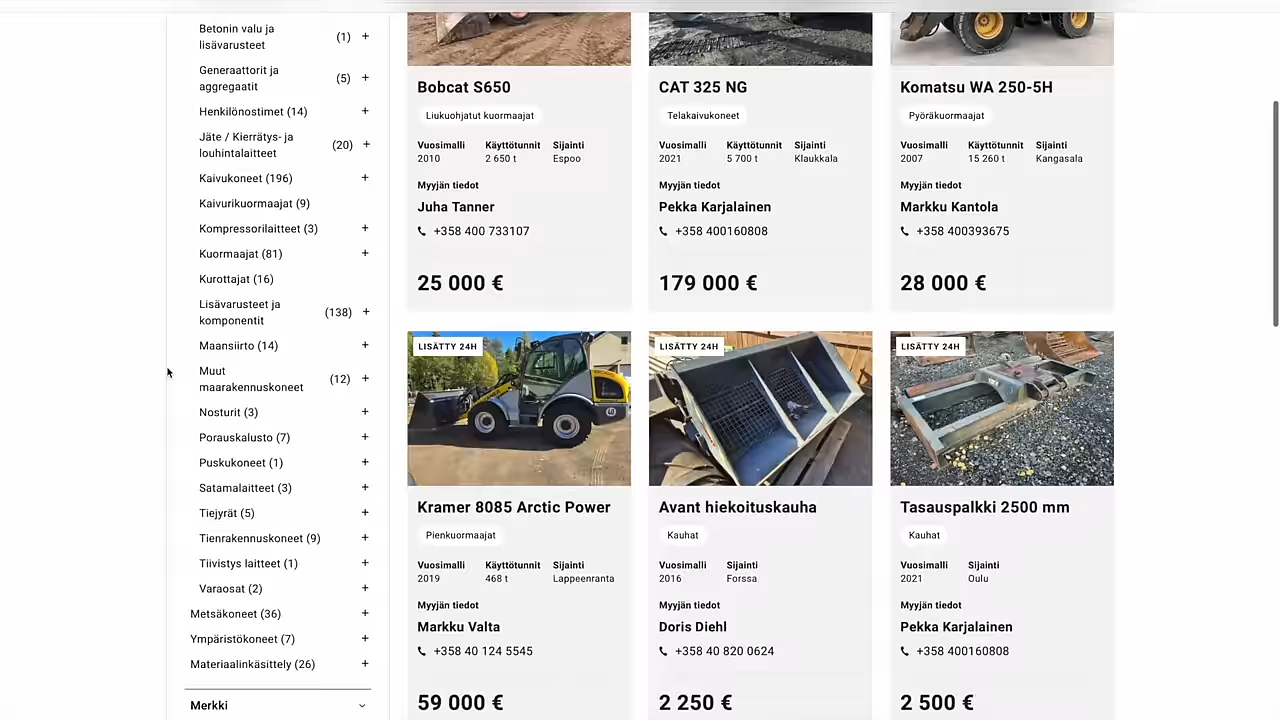 Betonin valu ja
lisävarusteet
(1) +
Generaattorit ja
aggregaatit
(5) +
Henkilönostimet (14) +
Jäte / Kierrätys- ja
louhintalaitteet
(20) +
Kaivukoneet (196) +
Kaivurikuormaajat (9)
Kompressorilaitteet (3) +
Kuormaajat (81) +
Kurottajat (16)
Lisävarusteet ja
komponentit
(138) +
Maansiirto (14) +
Muut
maarakennuskoneet
(12) +
Nosturit (3) +
Porauskalusto (7) +
Puskukoneet (1) +
Satamalaitteet (3) +
Tiejyrät (5) +
Tienrakennuskoneet (9) +
Tiivistys laitteet (1) +
Varaosat (2) +
Metsäkoneet (36) +
Ympäristökoneet (7) +
Materiaalinkäsittely (26) +
Merkki
Bobcat S650
Liukuohjatut kuormaajat
Vuosimalli Käyttötunnit Sijainti
2010 2 650 t Espoo
Myyjän tiedot
Juha Tanner
+358 400 733107
25 000 €
CAT 325 NG
Telakaivukoneet
Vuosimalli Käyttötunnit Sijainti
2021 5 700 t Klaukkala
Myyjän tiedot
Pekka Karjalainen
+358 400160808
179 000 €
Komatsu WA 250-5H
Pyöräkuormaajat
Vuosimalli Käyttötunnit Sijainti
2007 15 260 t Kangasala
Myyjän tiedot
Markku Kantola
+358 400393675
28 000 €
LISÄTTY 24H
Kramer 8085 Arctic Power
Pienkuormaajat
Vuosimalli Käyttötunnit Sijainti
2019 468 t Lappeenranta
Myyjän tiedot
Markku Valta
+358 40 124 5545
59 000 €
LISÄTTY 24H
Avant hiekoituskauha
Kauhat
Vuosimalli Sijainti
2016 Forssa
Myyjän tiedot
Doris Diehl
+358 40 820 0624
2 250 €
LISÄTTY 24H
Tasauspalkki 2500 mm
Kauhat
Vuosimalli Sijainti
2021 Oulu
Myyjän tiedot
Pekka Karjalainen
+358 400160808
2 500 €